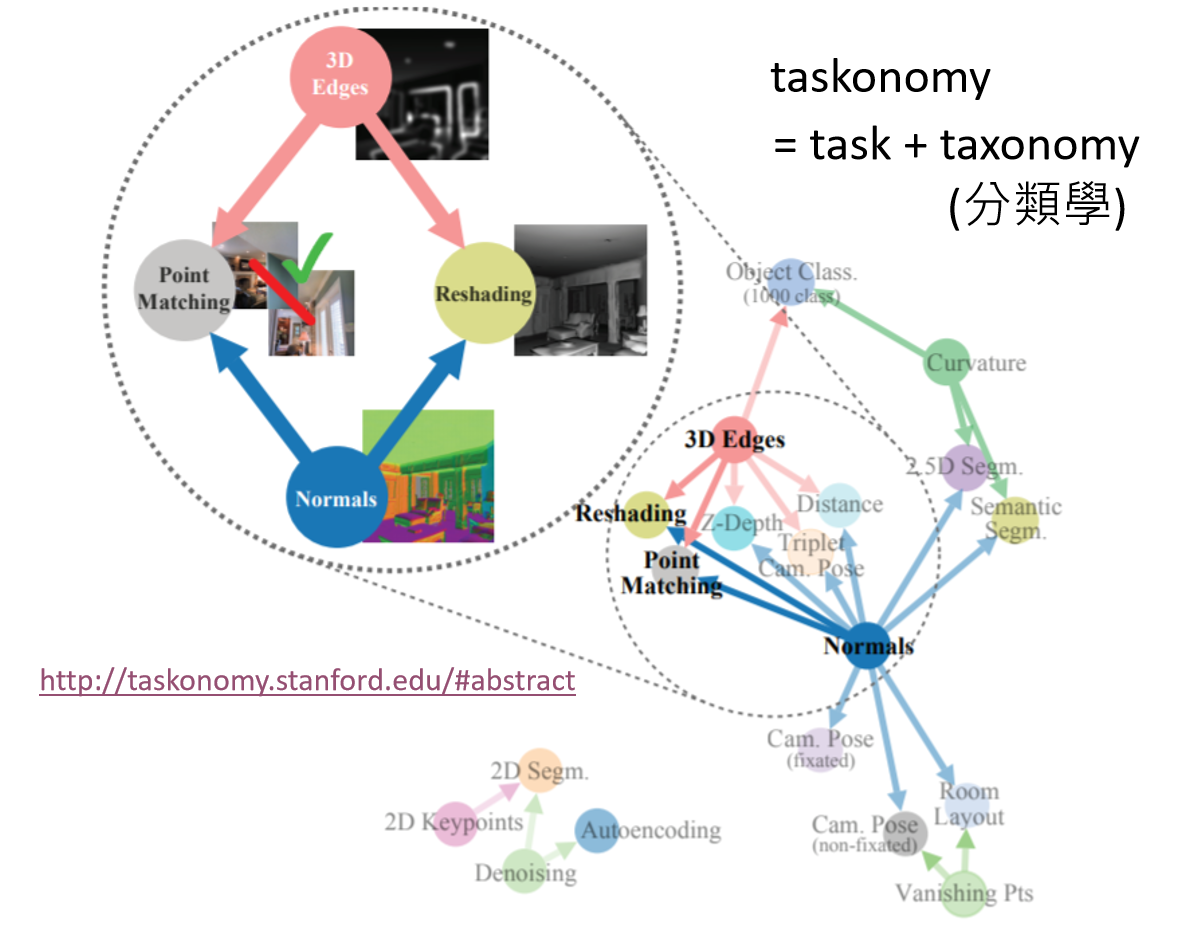 3D
Edges
Point
Matching
Reshading
Normals
taskonomy
= task + taxonomy
(分類學)
Object Class.
(1000 class)
Curvature
3D Edges
2.5D Segm.
Semantic
Segm.
Reshading
Z-Depth
Distance
Triplet
Cam. Pose
Point
Matching
Normals
http://taskonomy.stanford.edu/#abstract
Cam. Pose
(fixated)
Room
Layout
Cam. Pose
(non-fixated)
Vanishing Pts
2D Segm.
2D Keypoints
Autoencoding
Denoising